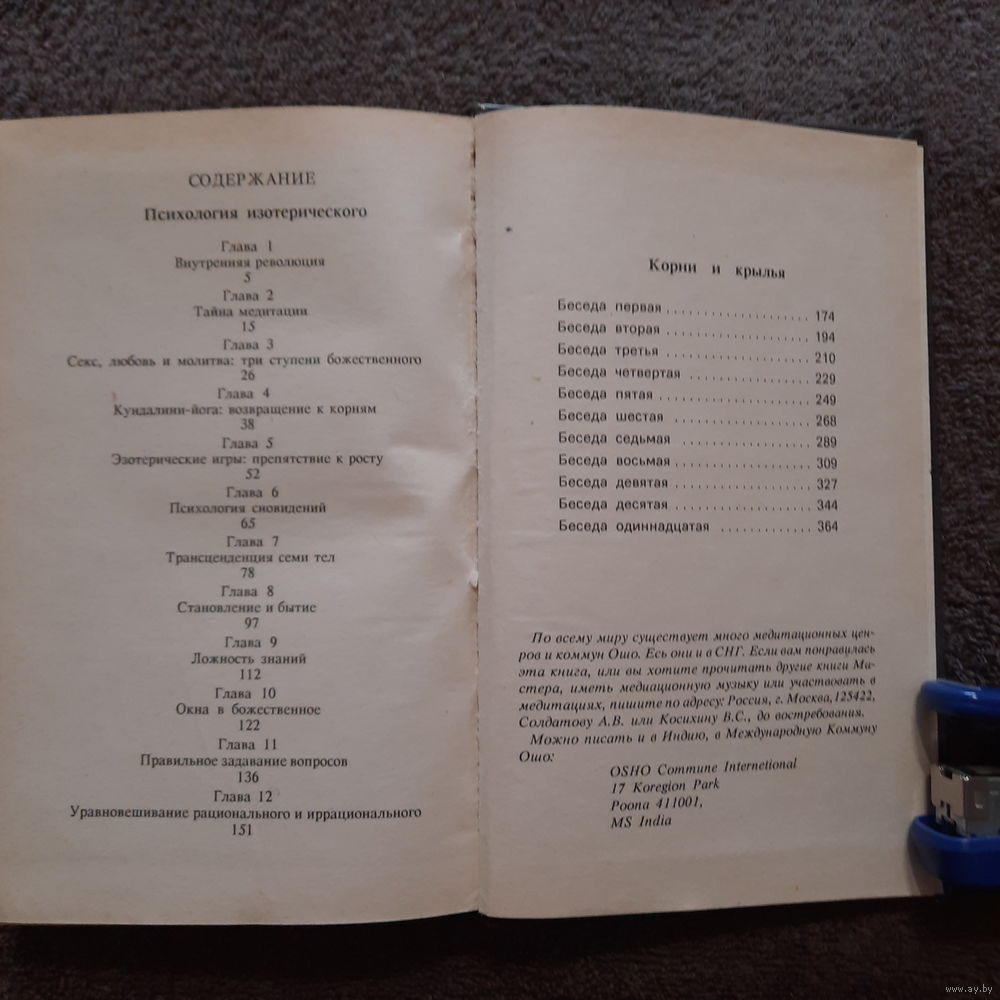 СОДЕРЖАНИЕ
Психология изотерического
Глава 1
Внутренняя революция
5
Глава 2
Тайна медитации
15
Глава 3
Секс, любовь и молитва: три ступени божественного
26
Глава 4
Кундалини-йога: возвращение к корням
38
Глава 5
Эзотерические игры: препятствие к росту
52
Глава 6
Психология сновидений
65
Глава 7
Трансценденция семи тел
78
Глава 8
Становление и бытие
97
Глава 9
Ложность знаний
112
Глава 10
Окна в божественное
122
Глава 11
Правильное задавание вопросов
136
Глава 12
Уравновешивание рационального и иррационального
151
Корни и крылья
Беседа первая .................... 174
Беседа вторая .................... 194
Беседа третья .................... 210
Беседа четвертая ................. 229
Беседа пятая ..................... 249
Беседа шестая .................... 268
Беседа седьмая ................... 289
Беседа восьмая ................... 309
Беседа девятая ................... 327
Беседа десятая ................... 344
Беседа одиннадцатая ............ 364
По всему миру существует много медитационных цен-
ров и коммун Ошо. Есь они и в СНГ. Если вам понравилась
эта книга, или вы хотите прочитать другие книги Ма-
стера, иметь медиационную музыку или участвовать в
медитациях, пишите по адресу: Россия, г. Москва, 125422,
Солдатову А.В. или Косихину В.С., до востребования.
Можно писать и в Индию, в Международную Коммуну
Ошо:
OSHO Commune Internetional
17 Koregion Park
Poona 411001,
MS India
www.ay.by